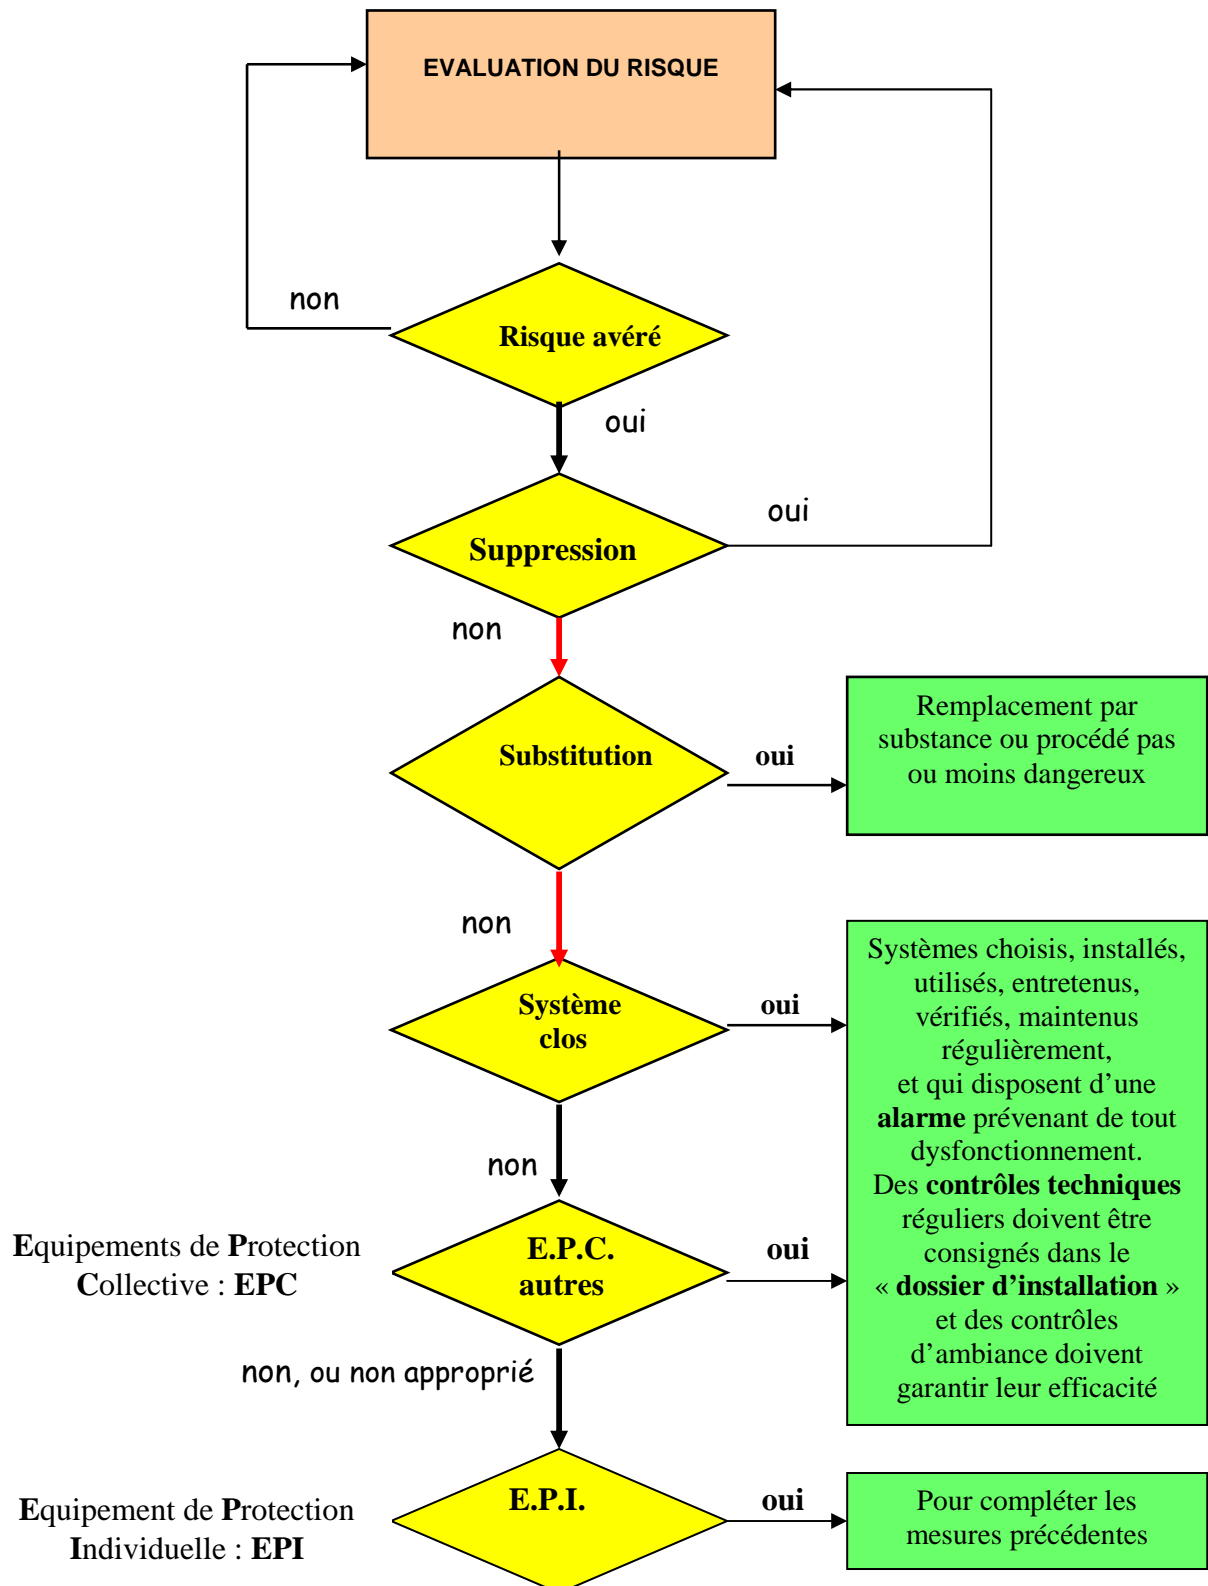 EVALUATION DU RISQUE
non
Risque avéré
oui
Suppression
oui
non
Substitution
oui
Remplacement par
substance ou procédé pas
ou moins dangereux
non
Système
clos
oui
Systèmes choisis, installés,
utilisés, entretenus,
vérifiés, maintenus
régulièrement,
et qui disposent d’une
alarme prévenant de tout
dysfonctionnement.
Des contrôles techniques
réguliers doivent être
consignés dans le
« dossier d’installation »
et des contrôles
d’ambiance doivent
garantir leur efficacité
non
Equipements de Protection
Collective : EPC
E.P.C.
autres
oui
non, ou non approprié
Equipement de Protection
Individuelle : EPI
E.P.I.
oui
Pour compléter les
mesures précédentes